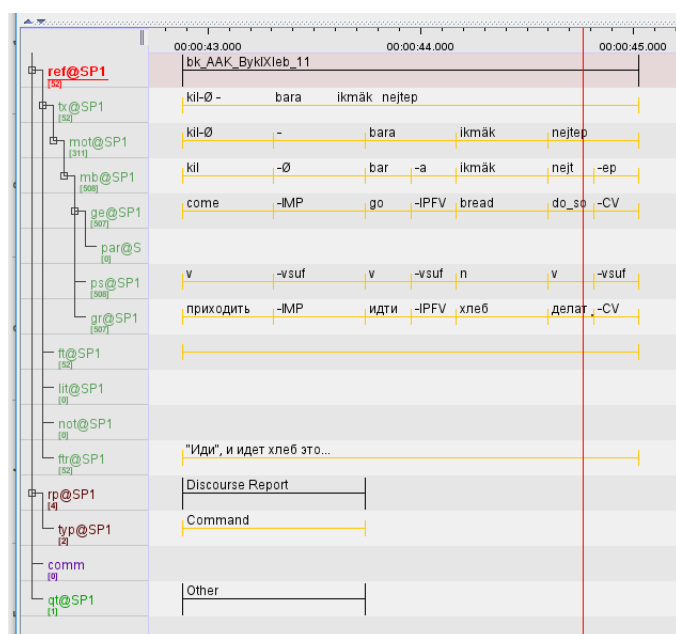 00:00:43.000 00:00:44.000 00:00:45.000
ref@SP1 bk_AAK_ByklXleb_11
[52]
tx@SP1 kil-Ø - bara ikmäk nejtep
[52]
mot@SP1 kil-Ø - bara ikmäk nejtep
[311]
mb@SP1 kil -Ø bar -a ikmäk nejt -ep
[508]
ge@SP1 come -IMP go -IPFV bread do_so -CV
[507]
par@S
[0]
ps@SP1 v -vsuf v -vsuf n v -vsuf
[508]
gr@SP1 приходить -IMP идти -IPFV хлеб делат -CV
[507]
ft@SP1
[52]
lit@SP1
[0]
not@SP1
[0]
ftr@SP1 "Иди", и идет хлеб это...
[52]
rp@SP1 Discourse Report
[4]
typ@SP1 Command
[2]
comm
[0]
qt@SP1 Other
[1]